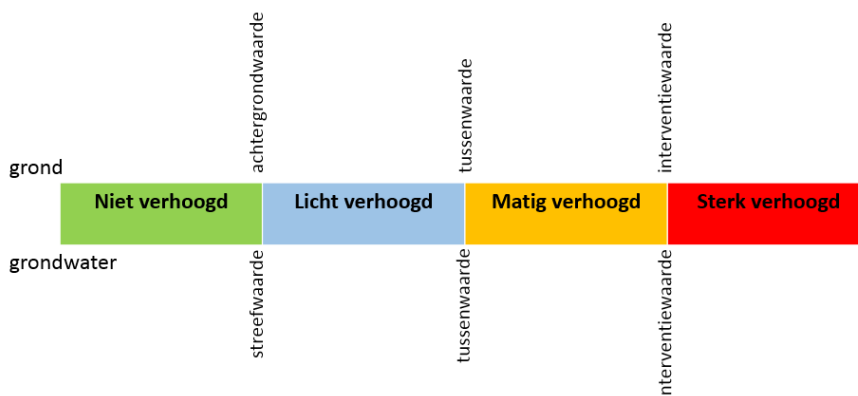 achtergrondwaarde
tussenwaarde
interventiewaarde
grond
Niet verhoogd
Licht verhoogd
Matig verhoogd
Sterk verhoogd
grondwater
streefwaarde
tussenwaarde
nterventiewaarde